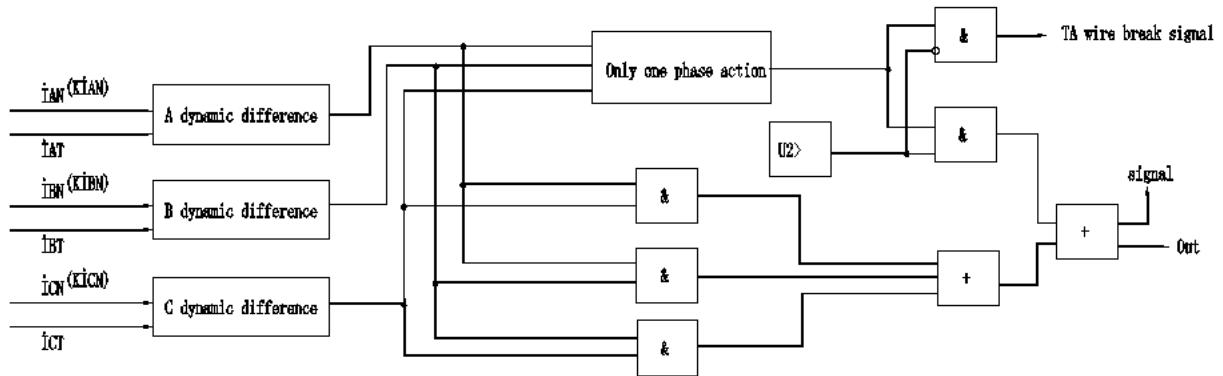 &
TA wire break signal
Only one phase action
i̇AN(Ki̇AN)
A dynamic difference
i̇AT
U2>
&
signal
i̇BN(Ki̇BN)
&
B dynamic difference
+
Out
i̇BT
&
+
i̇CN(Ki̇CN)
C dynamic difference
i̇CT
&